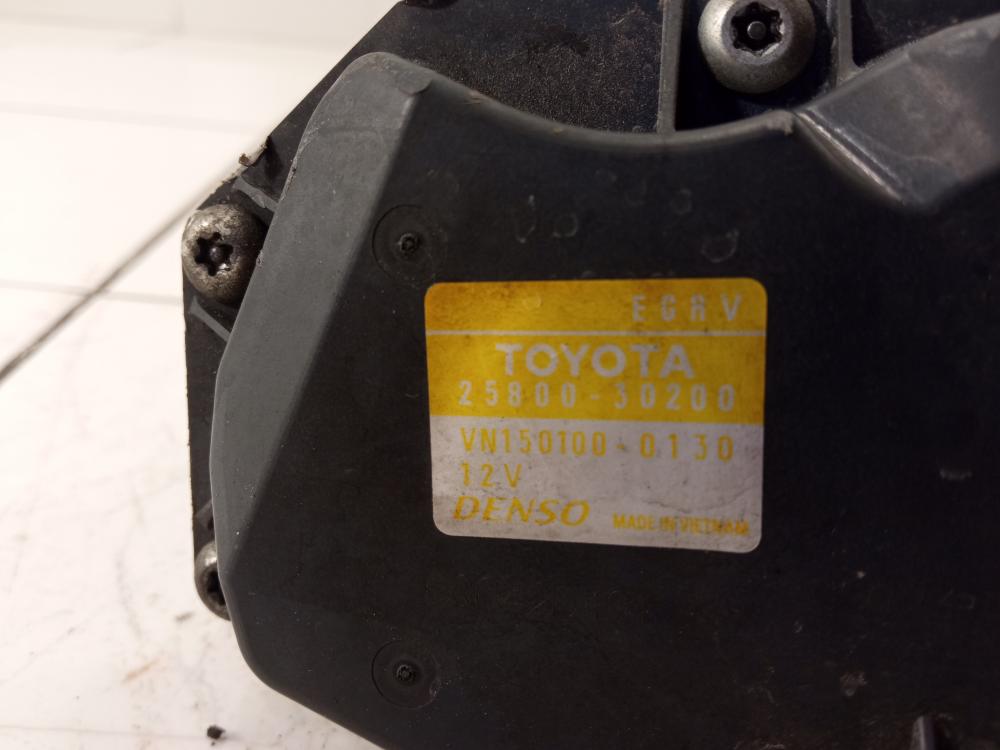 EGRV
TOYOTA
25800-30200
VN150100-0130
12V
DENSO MADE IN VIETNAM